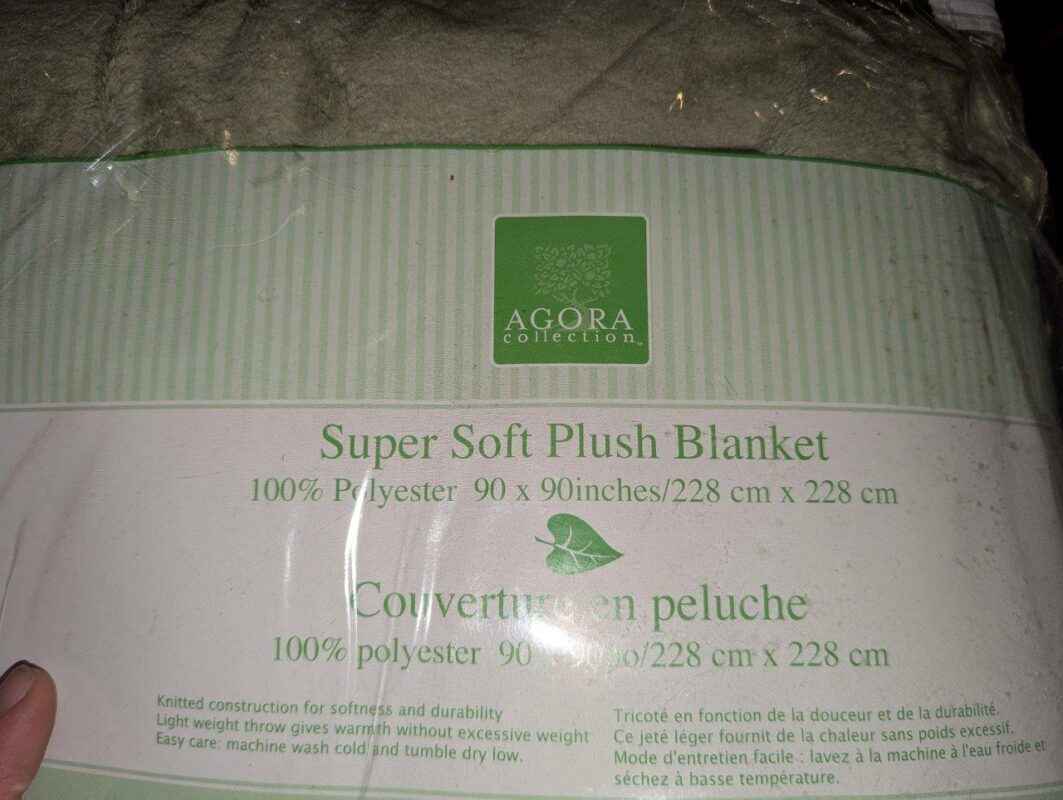 AGORA
collection™
Super Soft Plush Blanket
100% Polyester 90 x 90inches/228 cm x 228 cm
Couverture en peluche
100% polyester 90 /228 cm x 228 cm
Knitted construction for softness and durability
Light weight throw gives warmth without excessive weight
Easy care: machine wash cold and tumble dry low.
Tricoté en fonction de la douceur et de la durabilité.
Ce jeté léger fournit de la chaleur sans poids excessif.
Mode d'entretien facile : lavez à la machine à l'eau froide et
séchez à basse température.